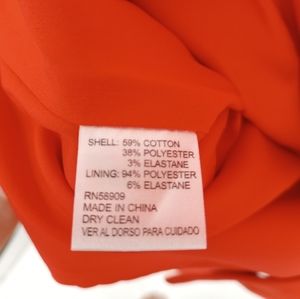 SHELL: 59% COTTON
38% POLYESTER
3% ELASTANE
LINING: 94% POLYESTER
6% ELASTANE
RN58909
MADE IN CHINA
DRY CLEAN
VER AL DORSO PARA CUIDADO